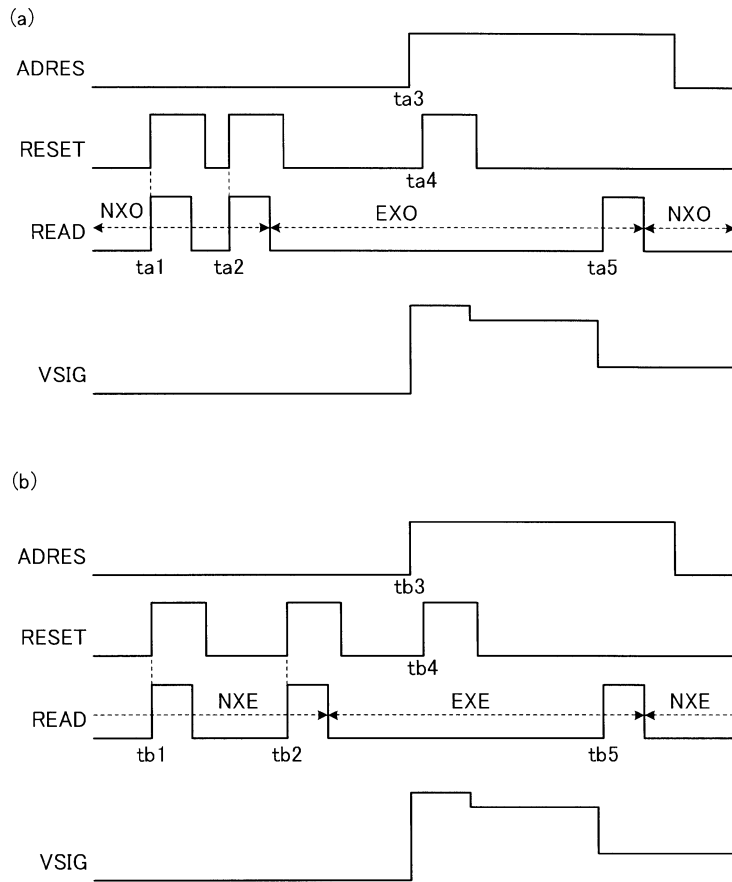 (a)
ADRES
ta3
RESET
ta4
NXO EXO NXO
READ
ta1 ta2 ta5
VSIG
(b)
ADRES
tb3
RESET
tb4
NXE EXE NXE
READ
tb1 tb2 tb5
VSIG